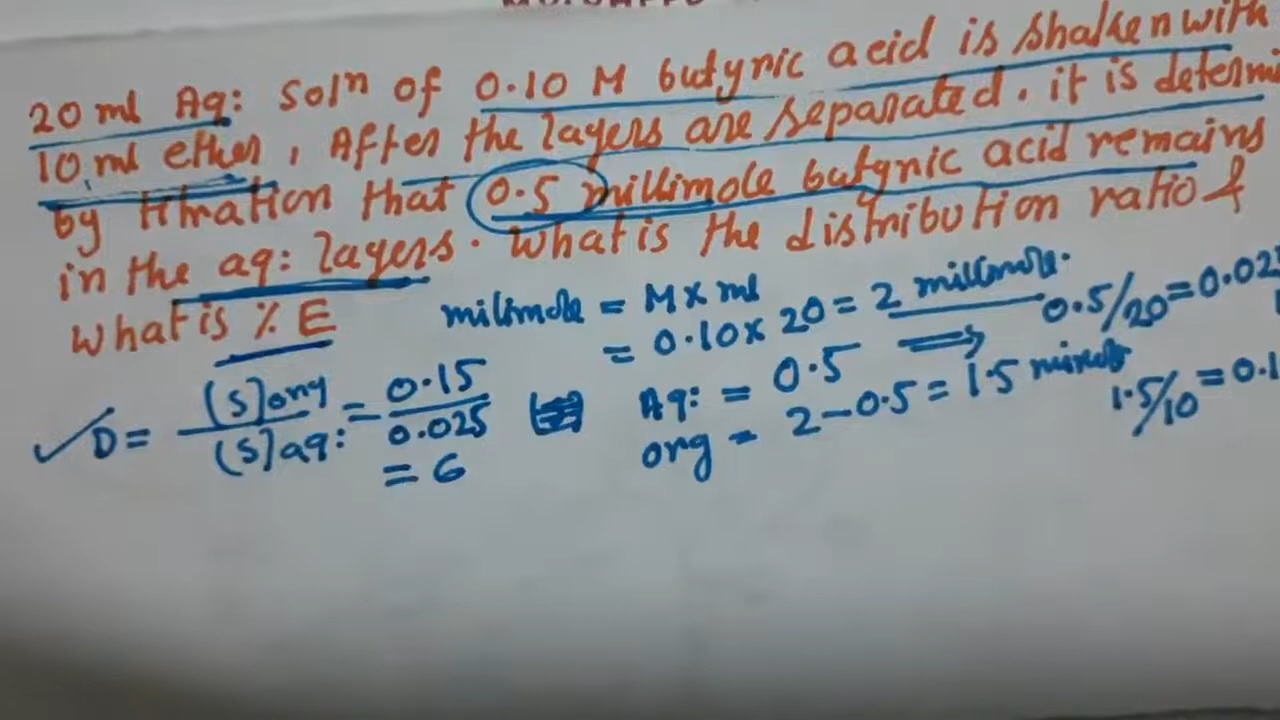 20 ml Aq: Soln of 0.10 M butyric acid is shaken with
10 ml ether, After the layers are separated. it is determi
by titration that 0.5 millimole butyric acid remains
in the aq: layers. What is the distribution ratio &
What is % E
milimole = M x ml
= 0.10 x 20 = 2 millimole.
0.5/20 = 0.025
D = (S)org / (S)aq: = 0.15 / 0.025
= 6
Aq: = 0.5 ⇒
org = 2 - 0.5 = 1.5
1.5/10 = 0.1